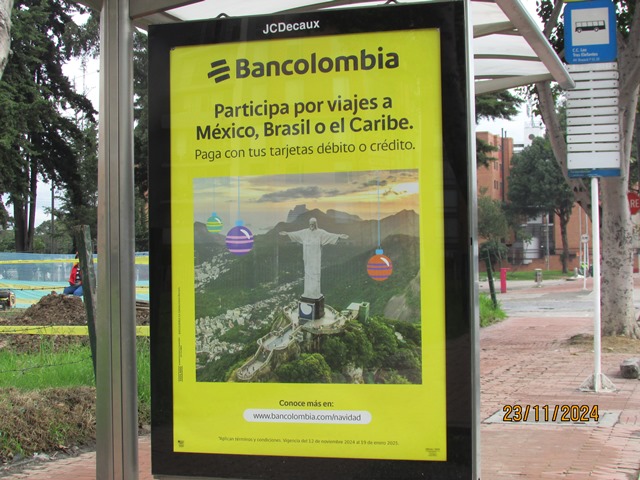 JCDecaux
Bancolombia
Participa por viajes a
México, Brasil o el Caribe.
Paga con tus tarjetas débito o crédito.
Conoce más en:
www.bancolombia.com/navidad
23/11/2024